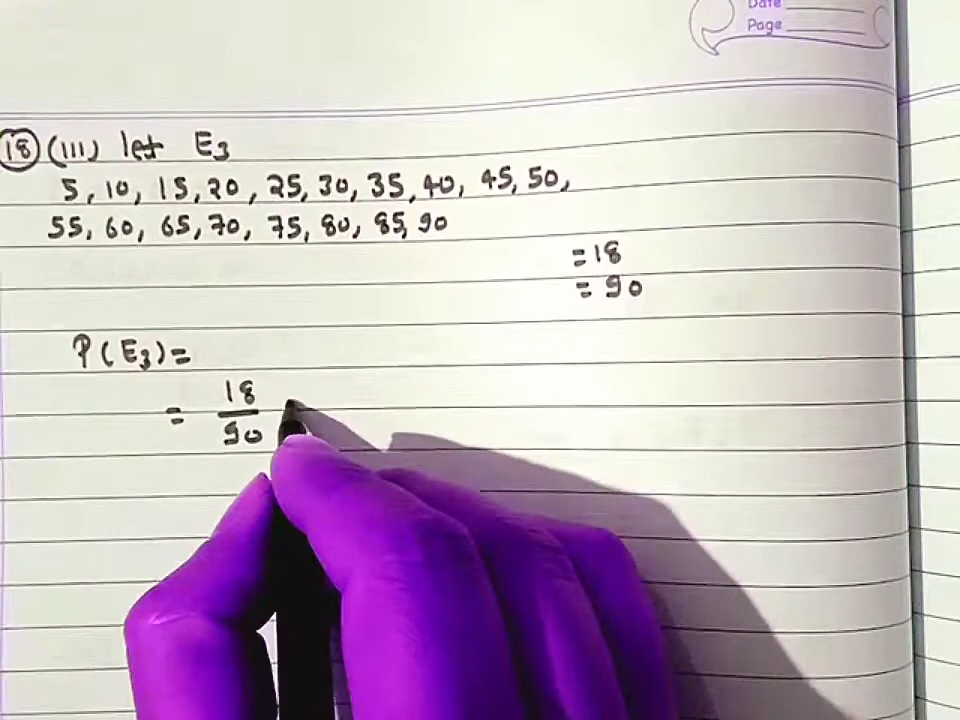 Date
Page
18 (iii) let E3
5, 10, 15, 20, 25, 30, 35, 40, 45, 50,
55, 60, 65, 70, 75, 80, 85, 90
= 18
= 90
P(E3) =
= 18/90